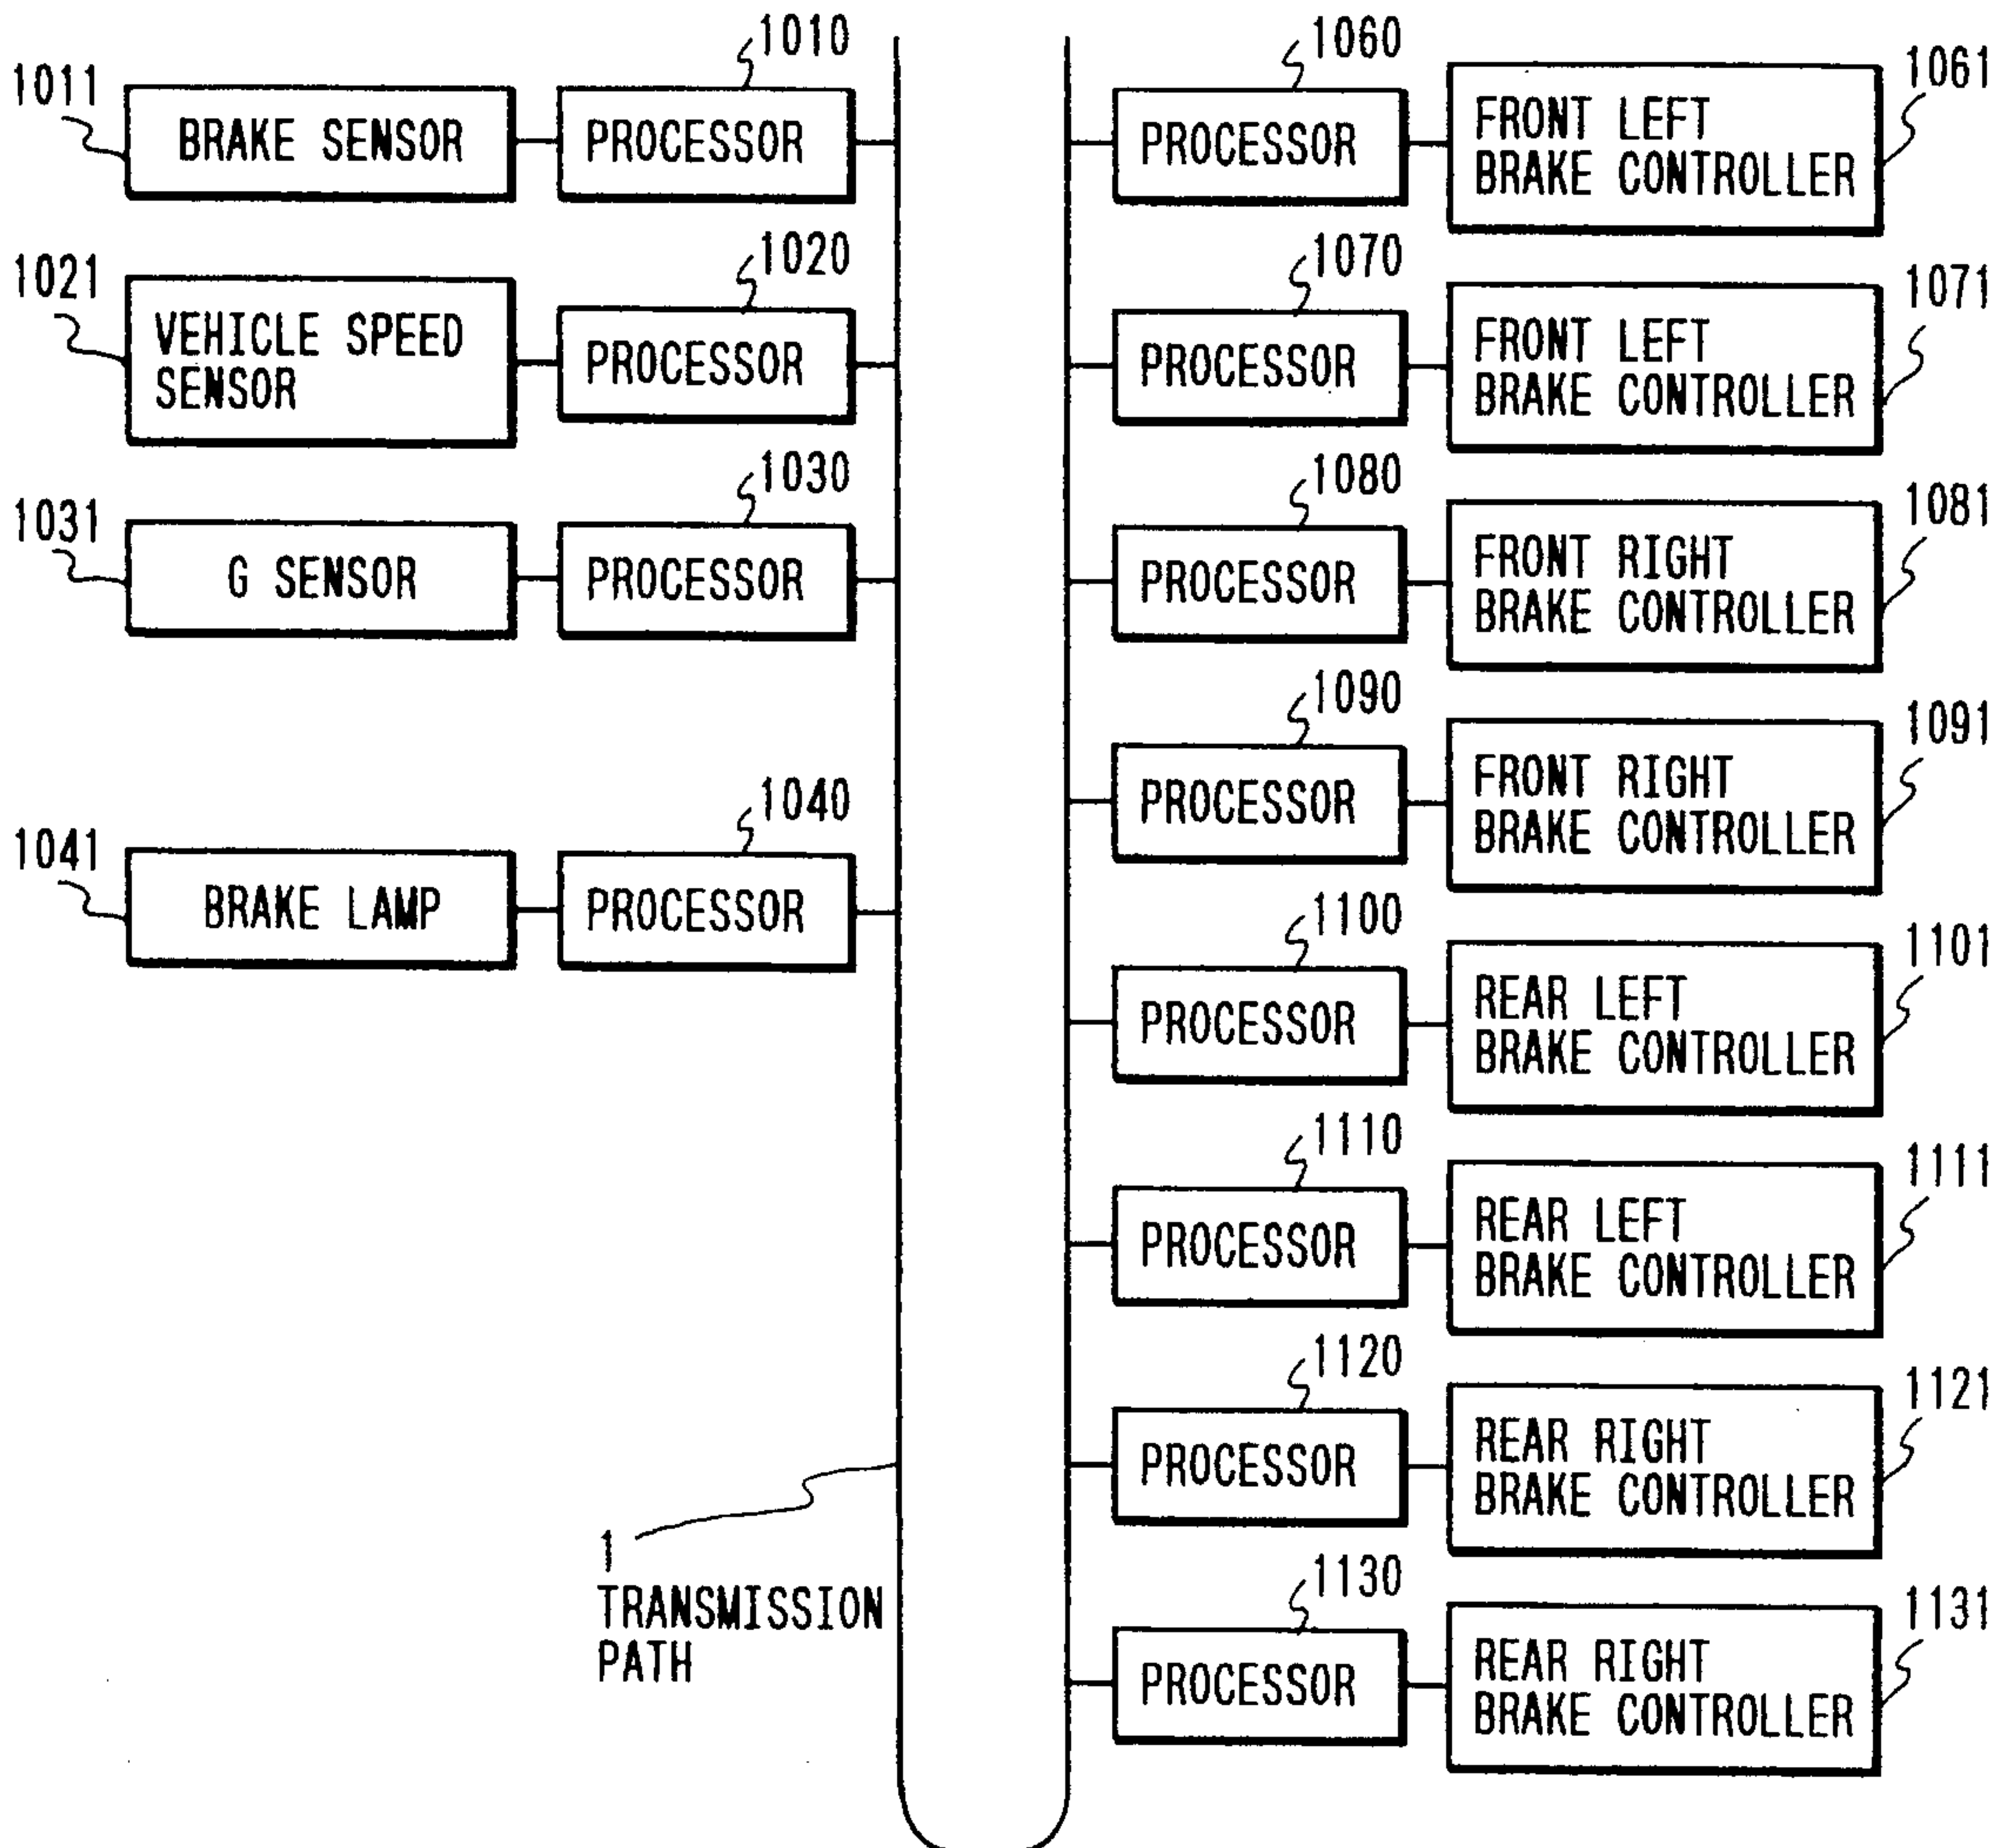 1010
1011
BRAKE SENSOR
PROCESSOR
1020
1021
VEHICLE SPEED
SENSOR
PROCESSOR
1030
1031
G SENSOR
PROCESSOR
1040
1041
BRAKE LAMP
PROCESSOR
1
TRANSMISSION
PATH
1060
1061
PROCESSOR
FRONT LEFT
BRAKE CONTROLLER
1070
1071
PROCESSOR
FRONT LEFT
BRAKE CONTROLLER
1080
1081
PROCESSOR
FRONT RIGHT
BRAKE CONTROLLER
1090
1091
PROCESSOR
FRONT RIGHT
BRAKE CONTROLLER
1100
1101
PROCESSOR
REAR LEFT
BRAKE CONTROLLER
1110
1111
PROCESSOR
REAR LEFT
BRAKE CONTROLLER
1120
1121
PROCESSOR
REAR RIGHT
BRAKE CONTROLLER
1130
1131
PROCESSOR
REAR RIGHT
BRAKE CONTROLLER